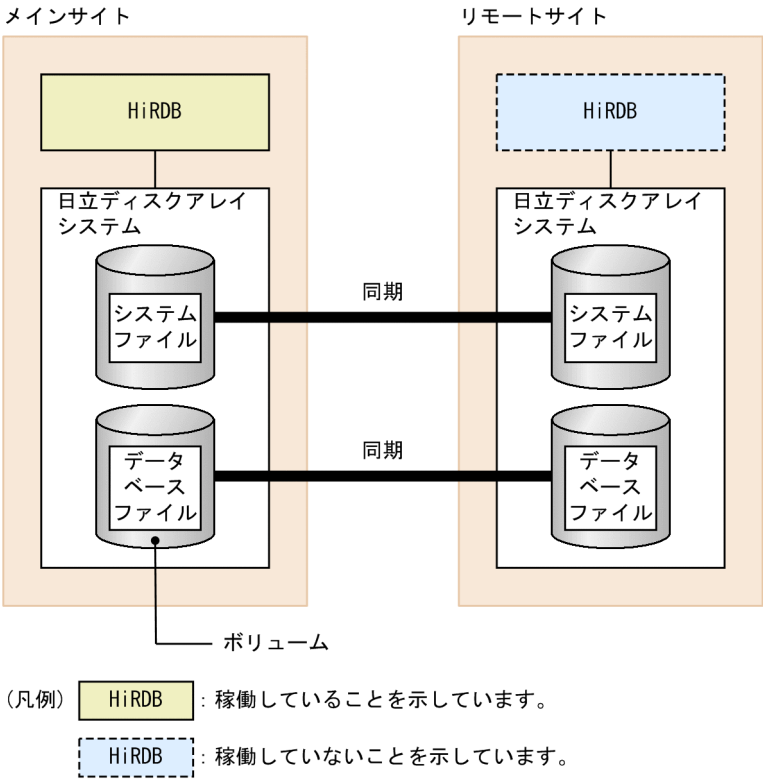 メインサイト
リモートサイト
HiRDB
HiRDB
日立ディスクアレイ
システム
日立ディスクアレイ
システム
システム
ファイル
同期
システム
ファイル
データ
ベース
ファイル
同期
データ
ベース
ファイル
ボリューム
(凡例) HiRDB : 稼働していることを示しています。
HiRDB : 稼働していないことを示しています。